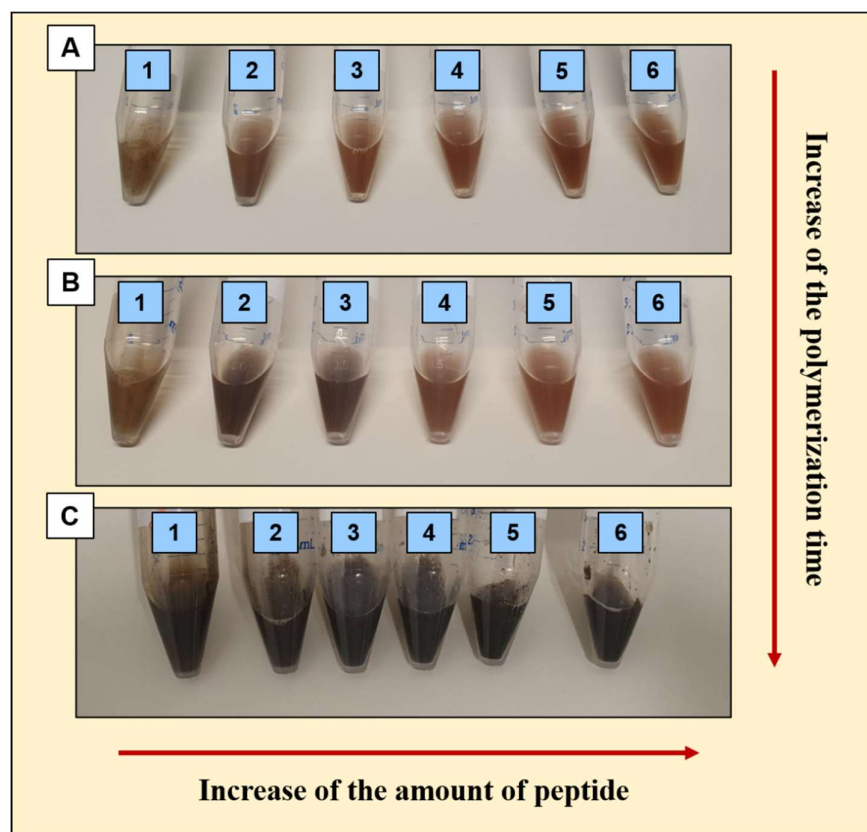 A
1 2 3 4 5 6
B
1 2 3 4 5 6
C
1 2 3 4 5 6
Increase of the polymerization time
Increase of the amount of peptide